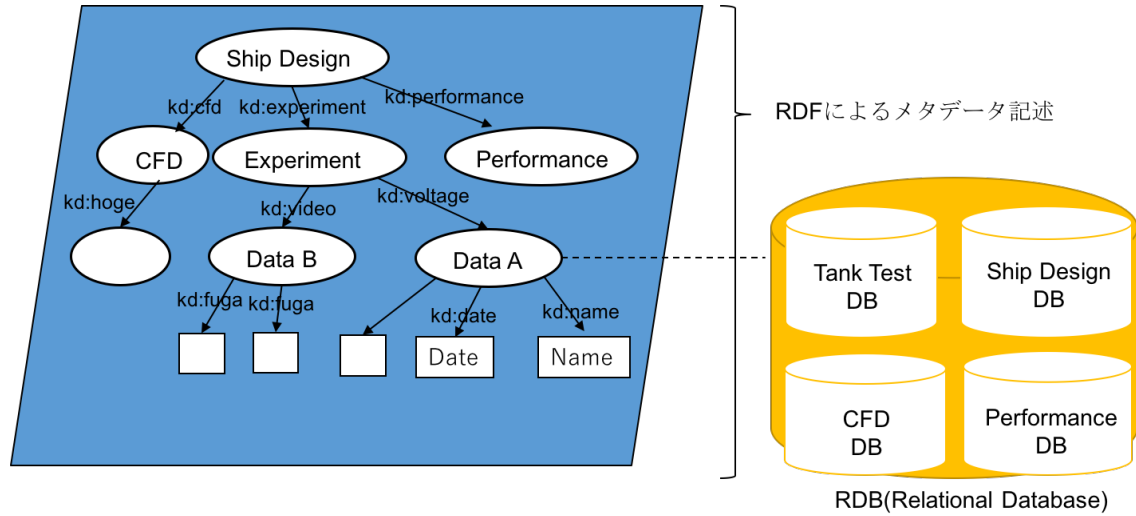 Ship Design
kd:cfd
kd:experiment
kd:performance
RDFによるメタデータ記述
CFD
Experiment
Performance
kd:hoge
kd:video
kd:voltage
Data B
Data A
Tank Test
DB
Ship Design
DB
kd:fuga
kd:fuga
kd:date
kd:name
Date
Name
CFD
DB
Performance
DB
RDB(Relational Database)